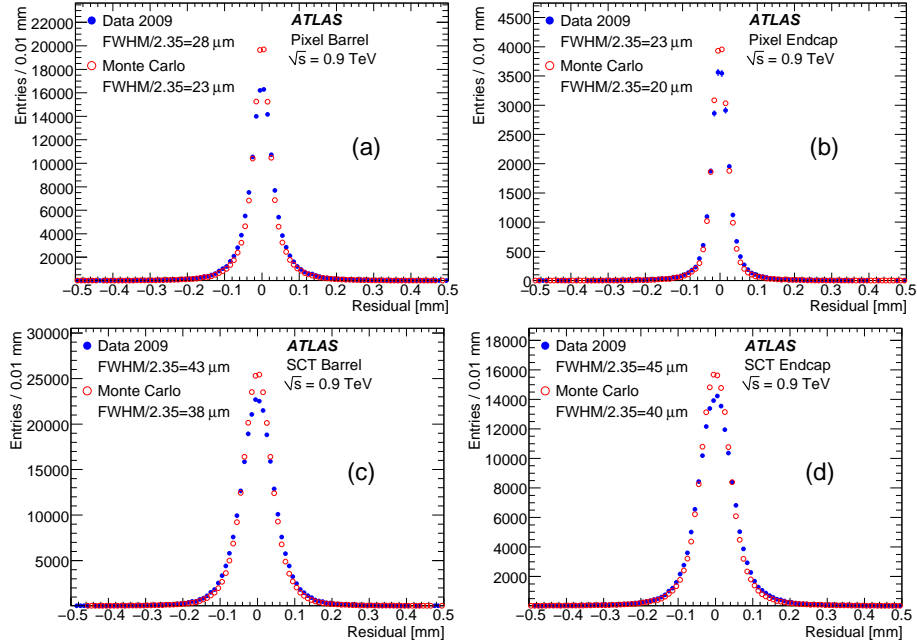 Entries / 0.01 mm
22000
20000
18000
16000
14000
12000
10000
8000
6000
4000
2000
0
Data 2009
FWHM/2.35=28 μm
Monte Carlo
FWHM/2.35=23 μm
ATLAS
Pixel Barrel
√s = 0.9 TeV
(a)
−0.5 −0.4 −0.3 −0.2 −0.1 0 0.1 0.2 0.3 0.4 0.5
Residual [mm]
Entries / 0.01 mm
4500
4000
3500
3000
2500
2000
1500
1000
500
0
Data 2009
FWHM/2.35=23 μm
Monte Carlo
FWHM/2.35=20 μm
ATLAS
Pixel Endcap
√s = 0.9 TeV
(b)
−0.5 −0.4 −0.3 −0.2 −0.1 0 0.1 0.2 0.3 0.4 0.5
Residual [mm]
Entries / 0.01 mm
30000
25000
20000
15000
10000
5000
0
Data 2009
FWHM/2.35=43 μm
Monte Carlo
FWHM/2.35=38 μm
ATLAS
SCT Barrel
√s = 0.9 TeV
(c)
−0.5 −0.4 −0.3 −0.2 −0.1 0 0.1 0.2 0.3 0.4 0.5
Residual [mm]
Entries / 0.01 mm
18000
16000
14000
12000
10000
8000
6000
4000
2000
0
Data 2009
FWHM/2.35=45 μm
Monte Carlo
FWHM/2.35=40 μm
ATLAS
SCT Endcap
√s = 0.9 TeV
(d)
−0.5 −0.4 −0.3 −0.2 −0.1 0 0.1 0.2 0.3 0.4 0.5
Residual [mm]